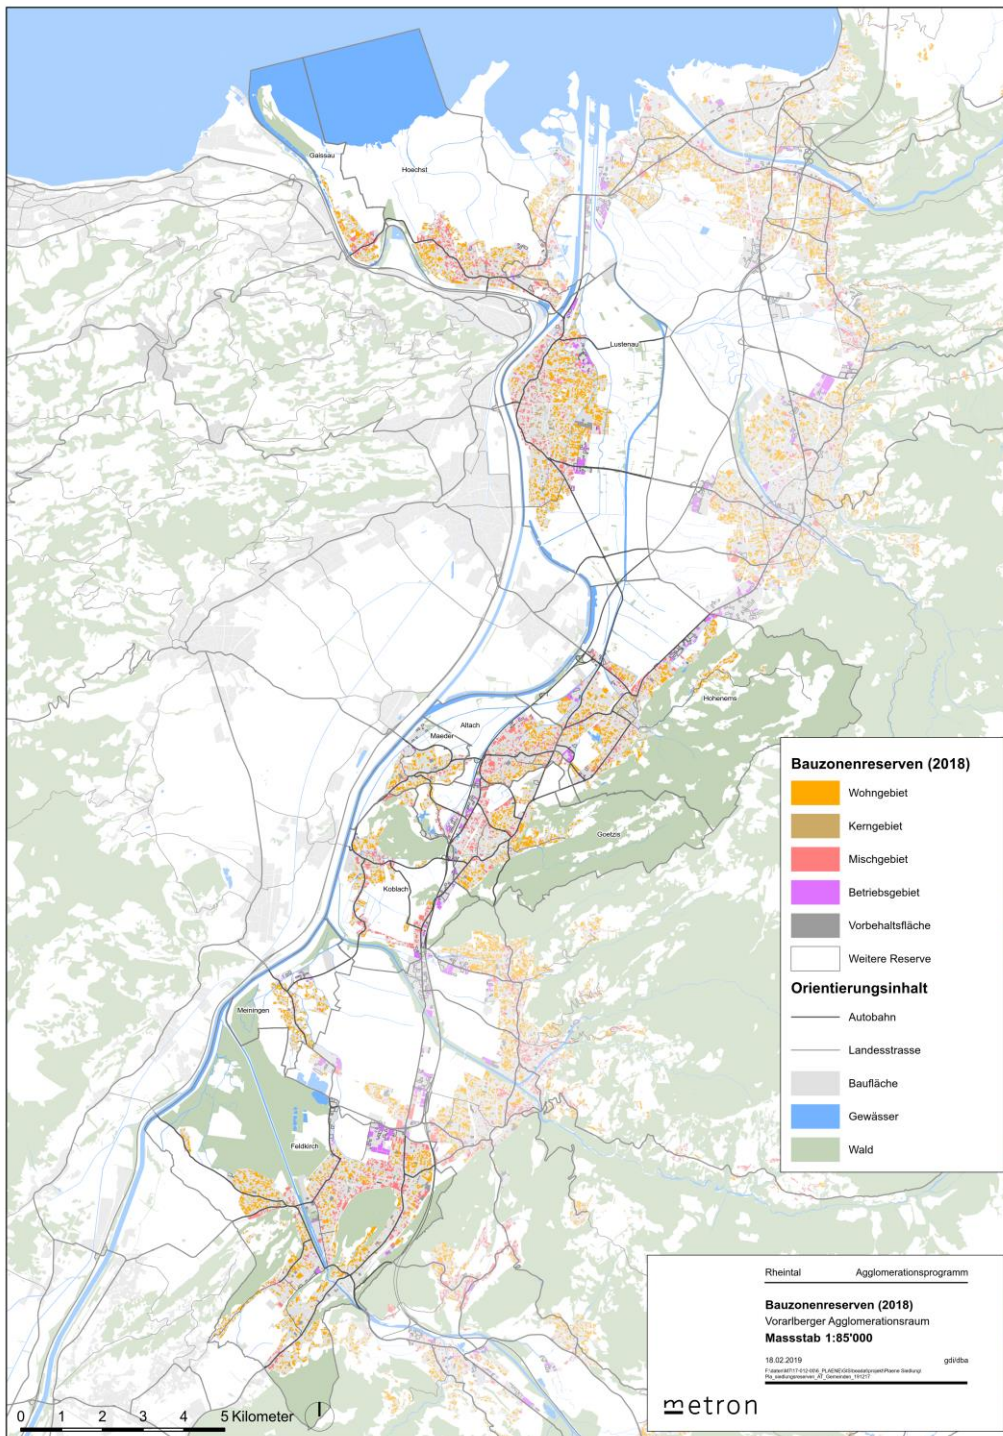 Gaissau
Hoechst
Lustenau
Hohenems
Altach
Maeder
Goetzis
Koblach
Meiningen
Feldkirch
Bauzonenreserven (2018)
Wohngebiet
Kerngebiet
Mischgebiet
Betriebsgebiet
Vorbehaltsfläche
Weitere Reserve
Orientierungsinhalt
Autobahn
Landesstrasse
Baufläche
Gewässer
Wald
Rheintal Agglomerationsprogramm
Bauzonenreserven (2018)
Vorarlberger Agglomerationsraum
Massstab 1:85'000
18.02.2019 gdi/dba
metron
0 1 2 3 4 5 Kilometer